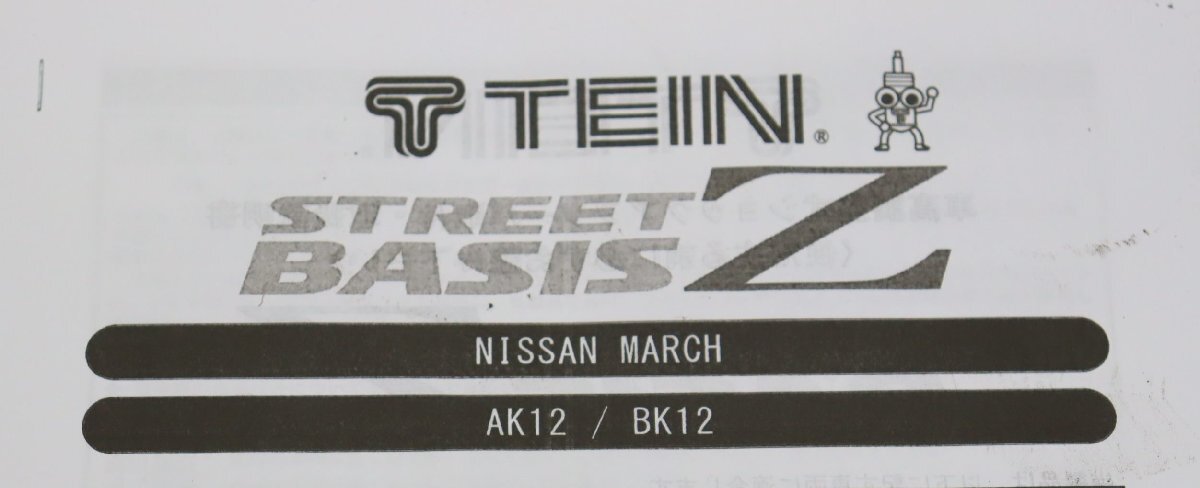 TEIN®
STREET
BASIS Z
NISSAN MARCH
AK12 / BK12